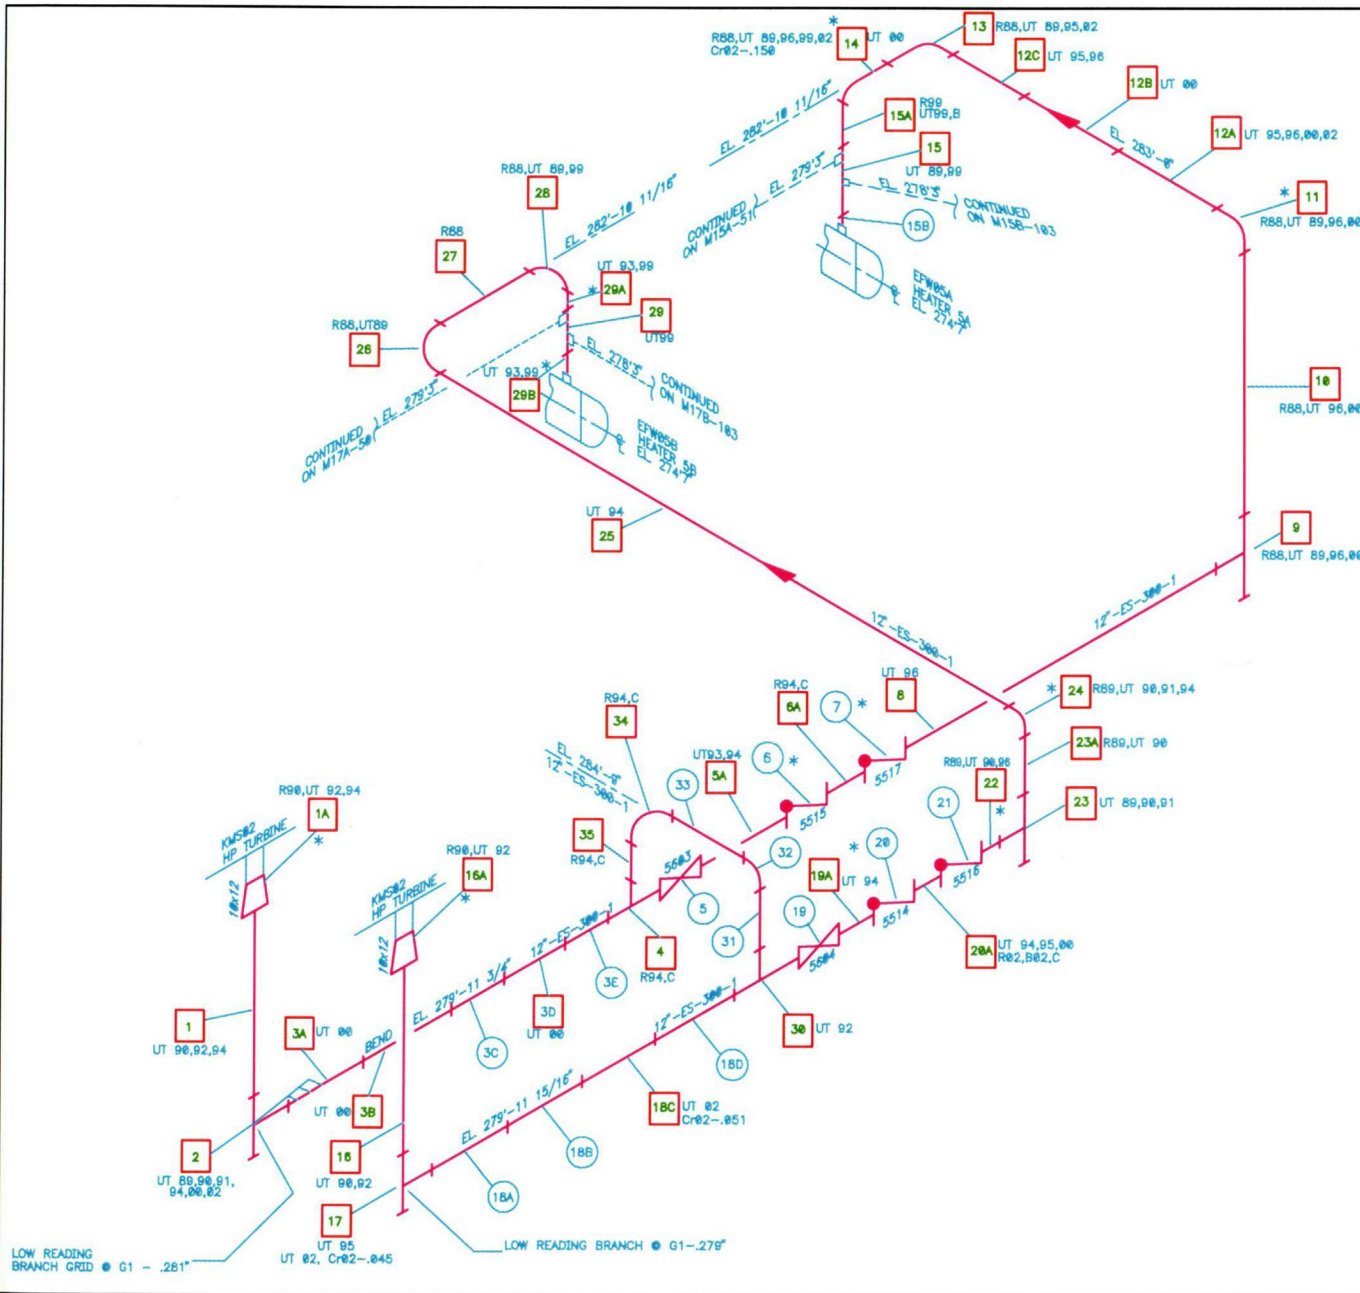 *
R88,UT 89,96,99,02
Cr02-.150
14
UT 00
13
R88,UT 89,95,02
12C
UT 95,96
12B
UT 00
12A
UT 95,96,00,02
EL. 283'-8"
EL. 282'-10 11/16"
15A
R99
UT99,B
15
UT 89,99
* 11
R88,UT 89,96,00
EL. 279'3"
CONTINUED
ON M15A-51
EL. 278'3"
CONTINUED
ON M15B-103
15B
EFW05A
HEATER 5A
EL. 274'7"
R88,UT 89,99
28
EL. 282'-10 11/16"
R88
27
UT 93,99
* 29A
29
UT99
R88,UT89
26
UT 93,99 *
29B
EL. 278'3"
CONTINUED
ON M17B-103
EL. 279'3"
CONTINUED
ON M17A-50
EFW05B
HEATER 5B
EL. 274'7"
10
R88,UT 96,00
UT 94
25
9
R88,UT 89,96,00
12"-ES-300-1
12"-ES-300-1
UT 96
8
* 24
R89,UT 90,91,94
R94,C
34
R94,C
6A
7 *
23A
R89,UT 90
EL. 284'-8"
12"-ES-300-1
33
UT93,94
5A
6 *
5517
R89,UT 90,96
22
*
23
UT 89,90,91
5515
21
R90,UT 92,94
1A
*
KMS02
HP TURBINE
35
R94,C
5603
32
* 20
5516
R90,UT 92
16A
*
KMS02
HP TURBINE
10x12
19A
UT 94
5
19
5514
10x12
12"-ES-300-1
4
R94,C
31
5604
20A
UT 94,95,00
R02,B02,C
EL. 279'-11 3/4"
3E
3D
UT 00
3C
12"-ES-300-1
30
UT 92
1
UT 90,92,94
3A
UT 00
BEND
18D
UT 00
3B
EL. 279'-11 15/16"
18C
UT 02
Cr02-.051
2
UT 89,90,91,
94,00,02
16
UT 90,92
18B
18A
17
UT 95
UT 02, Cr02-.045
LOW READING BRANCH @ G1-.279"
LOW READING
BRANCH GRID @ G1 - .281"